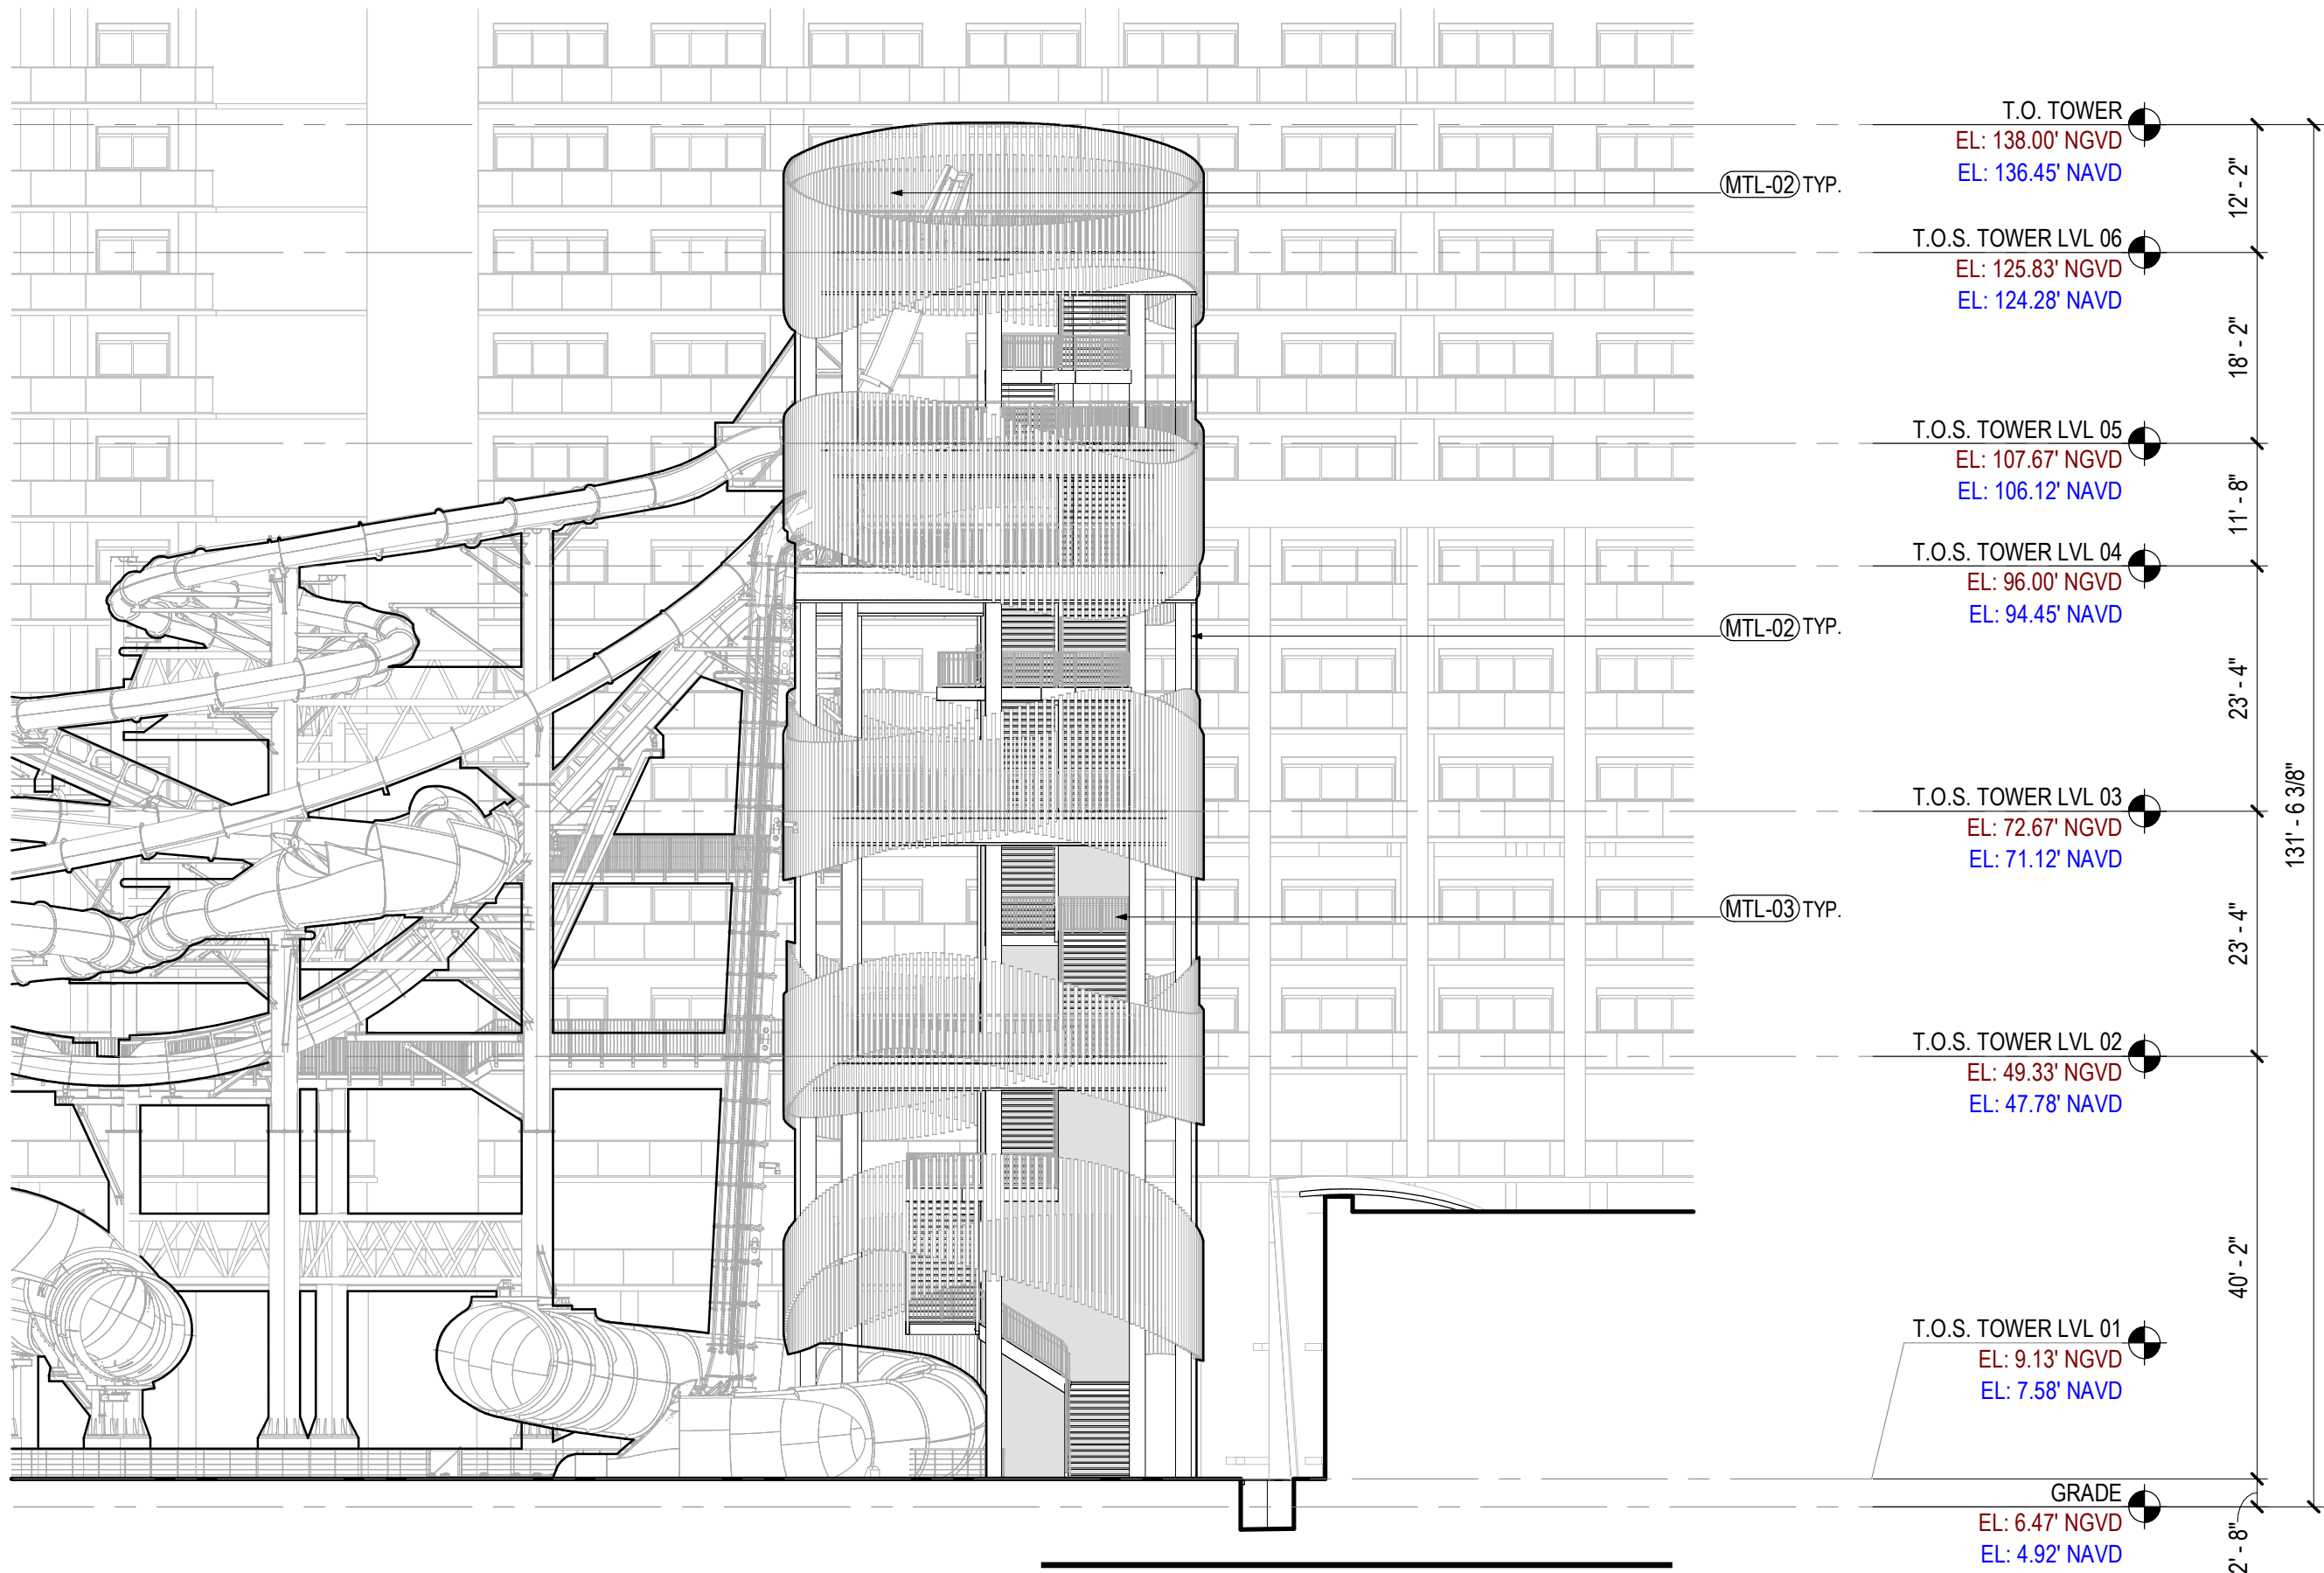 T.O. TOWER
EL: 138.00' NGVD
EL: 136.45' NAVD
12' - 2"
MTL-02 TYP.
T.O.S. TOWER LVL 06
EL: 125.83' NGVD
EL: 124.28' NAVD
18' - 2"
T.O.S. TOWER LVL 05
EL: 107.67' NGVD
EL: 106.12' NAVD
11' - 8"
T.O.S. TOWER LVL 04
EL: 96.00' NGVD
EL: 94.45' NAVD
MTL-02 TYP.
23' - 4"
T.O.S. TOWER LVL 03
EL: 72.67' NGVD
EL: 71.12' NAVD
131' - 6 3/8"
MTL-03 TYP.
23' - 4"
T.O.S. TOWER LVL 02
EL: 49.33' NGVD
EL: 47.78' NAVD
40' - 2"
T.O.S. TOWER LVL 01
EL: 9.13' NGVD
EL: 7.58' NAVD
GRADE
EL: 6.47' NGVD
EL: 4.92' NAVD
2' - 8"